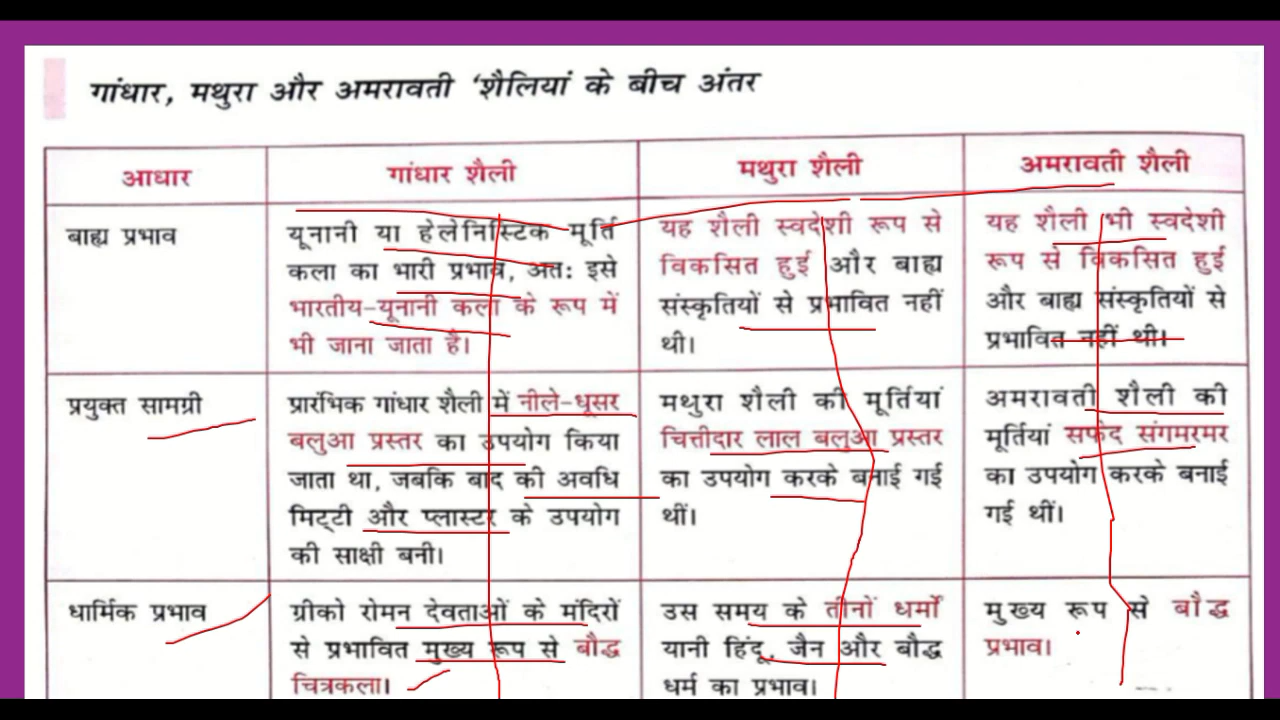 गांधार, मथुरा और अमरावती ‘शैलियां के बीच अंतर
आधार
गांधार शैली
मथुरा शैली
अमरावती शैली
बाह्य प्रभाव
यूनानी या हेलेनिस्टिक मूर्ति
कला का भारी प्रभाव, अतः इसे
भारतीय-यूनानी कला के रूप में
भी जाना जाता है।
यह शैली स्वदेशी रूप से
विकसित हुई और बाह्य
संस्कृतियों से प्रभावित नहीं
थी।
यह शैली भी स्वदेशी
रूप से विकसित हुई
और बाह्य संस्कृतियों से
प्रभावित नहीं थी।
प्रयुक्त सामग्री
प्रारंभिक गांधार शैली में नीले-धूसर
बलुआ प्रस्तर का उपयोग किया
जाता था, जबकि बाद की अवधि
मिट्टी और प्लास्टर के उपयोग
की साक्षी बनी।
मथुरा शैली की मूर्तियां
चित्तीदार लाल बलुआ प्रस्तर
का उपयोग करके बनाई गई
थीं।
अमरावती शैली की
मूर्तियां सफेद संगमरमर
का उपयोग करके बनाई
गई थीं।
धार्मिक प्रभाव
ग्रीको रोमन देवताओं के मंदिरों
से प्रभावित मुख्य रूप से बौद्ध
चित्रकला।
उस समय के तीनों धर्मों
यानी हिंदू, जैन और बौद्ध
धर्म का प्रभाव।
मुख्य रूप से बौद्ध
प्रभाव।